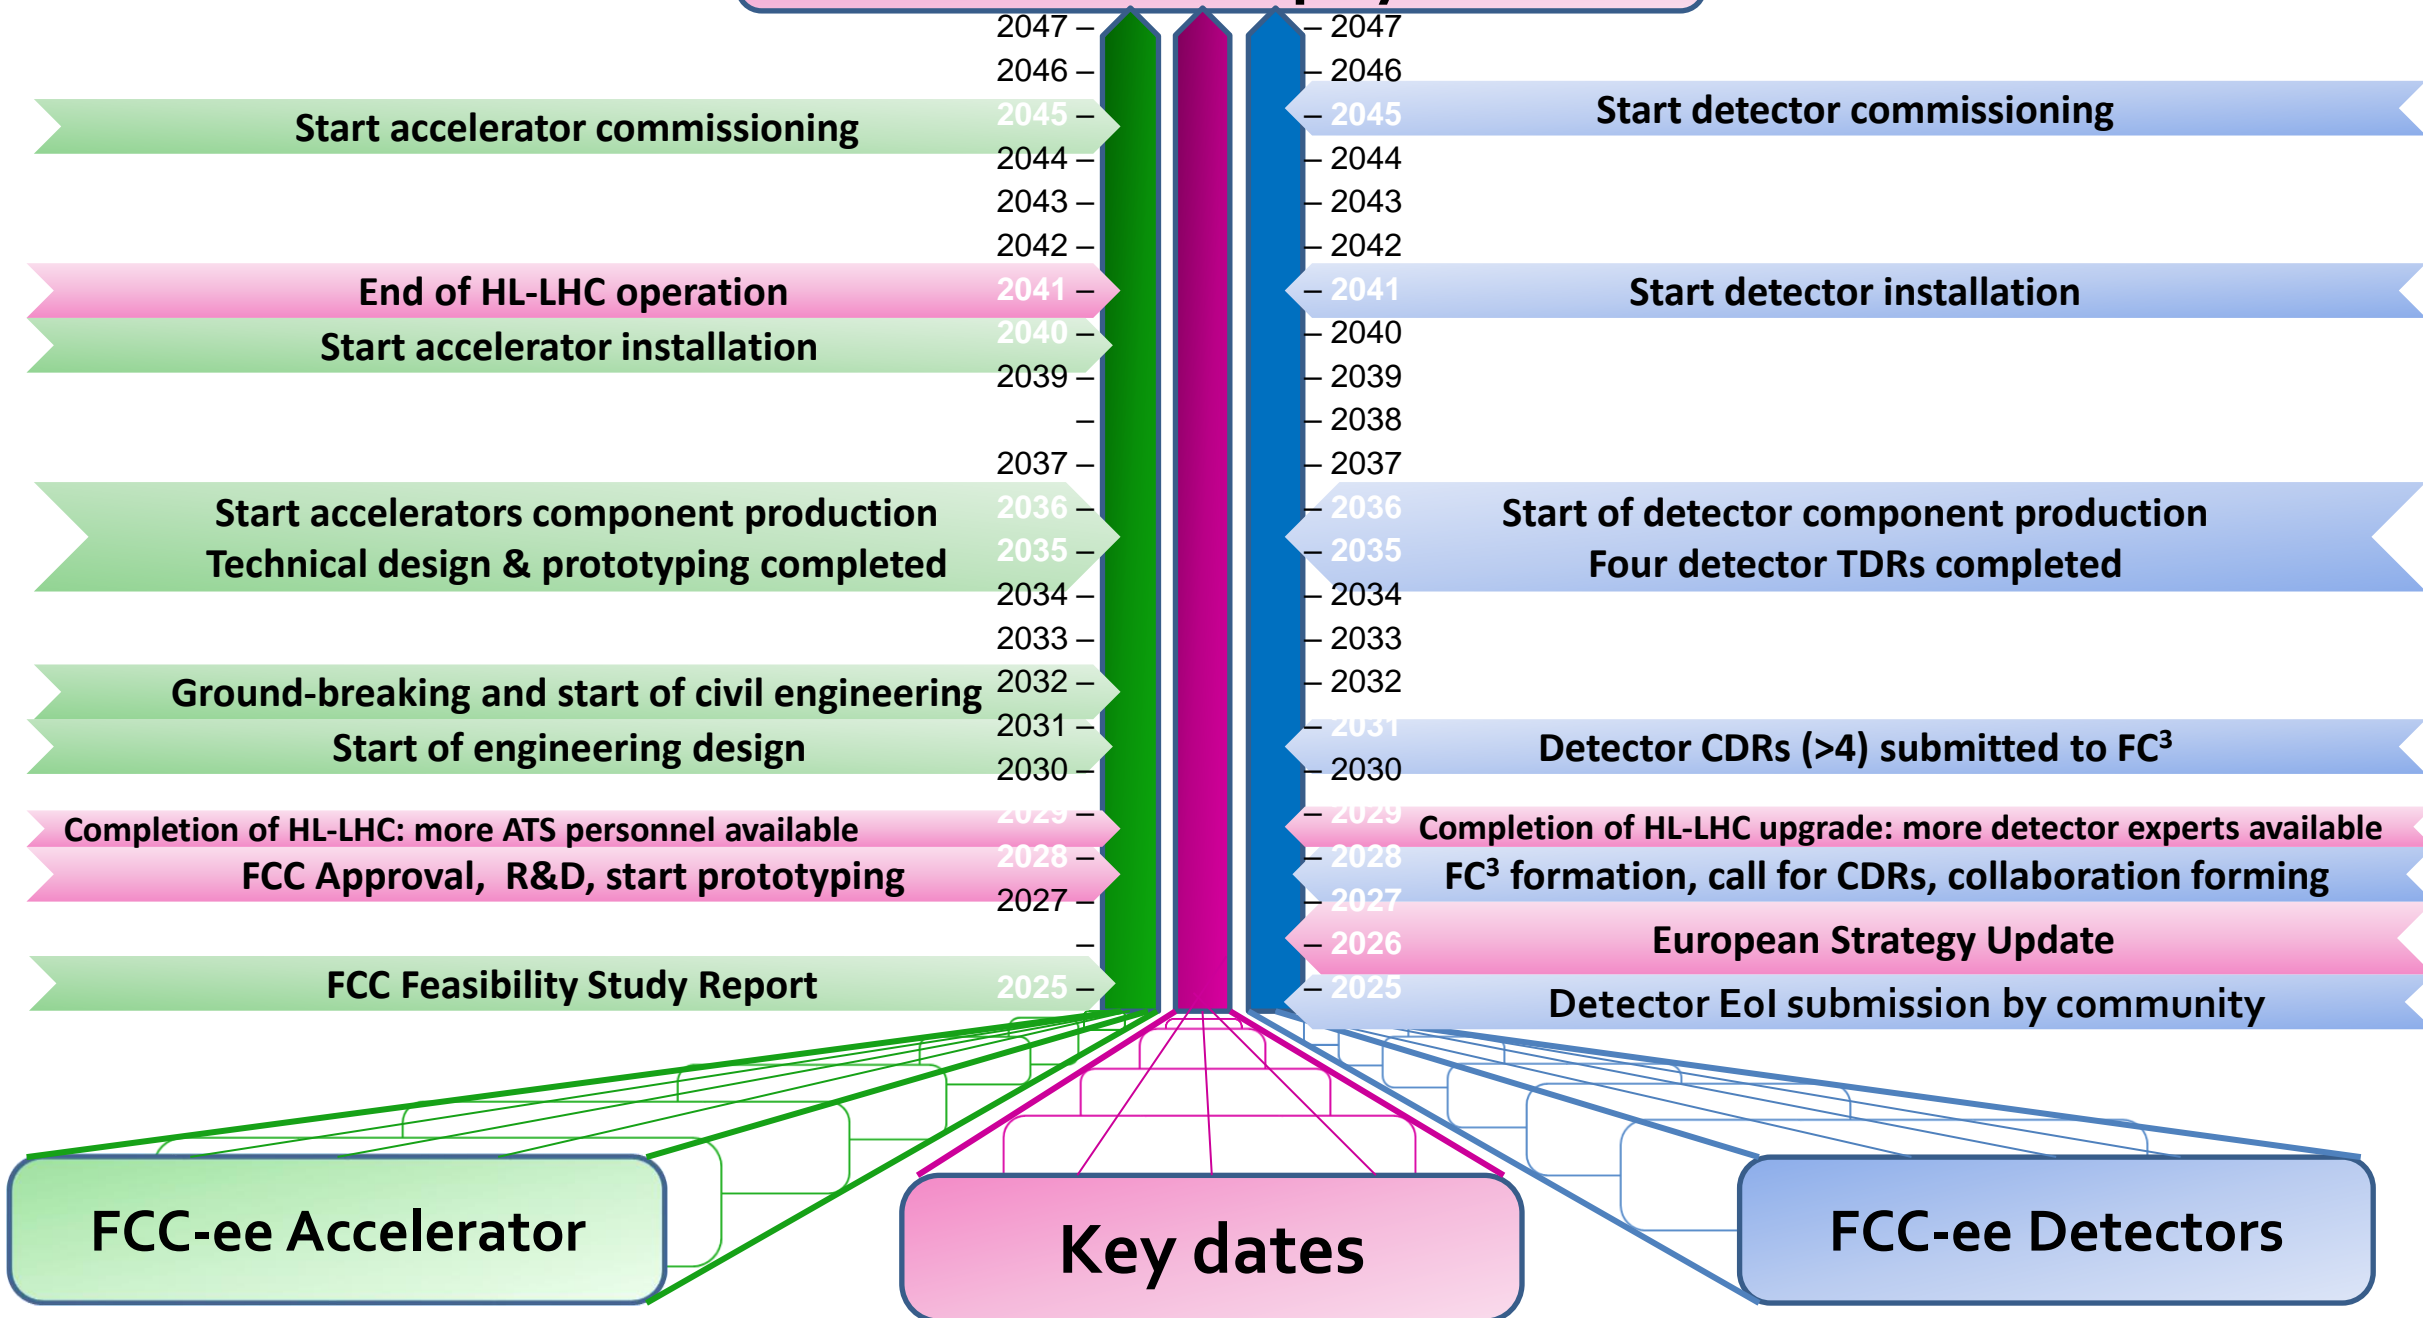 2047 –
– 2047
2046 –
– 2046
Start accelerator commissioning
2045 –
– 2045
Start detector commissioning
2044 –
– 2044
2043 –
– 2043
2042 –
– 2042
End of HL-LHC operation
2041 –
– 2041
Start detector installation
Start accelerator installation
2040 –
– 2040
2039 –
– 2039
–
– 2038
2037 –
– 2037
Start accelerators component production
2036 –
– 2036
Start of detector component production
Technical design & prototyping completed
2035 –
– 2035
Four detector TDRs completed
2034 –
– 2034
2033 –
– 2033
Ground-breaking and start of civil engineering
2032 –
– 2032
Start of engineering design
2031 –
– 2031
Detector CDRs (>4) submitted to FC³
2030 –
– 2030
Completion of HL-LHC: more ATS personnel available
2029 –
– 2029
Completion of HL-LHC upgrade: more detector experts available
FCC Approval, R&D, start prototyping
2028 –
– 2028
FC³ formation, call for CDRs, collaboration forming
2027 –
– 2027
–
– 2026
European Strategy Update
FCC Feasibility Study Report
2025 –
– 2025
Detector EoI submission by community
FCC-ee Accelerator
Key dates
FCC-ee Detectors